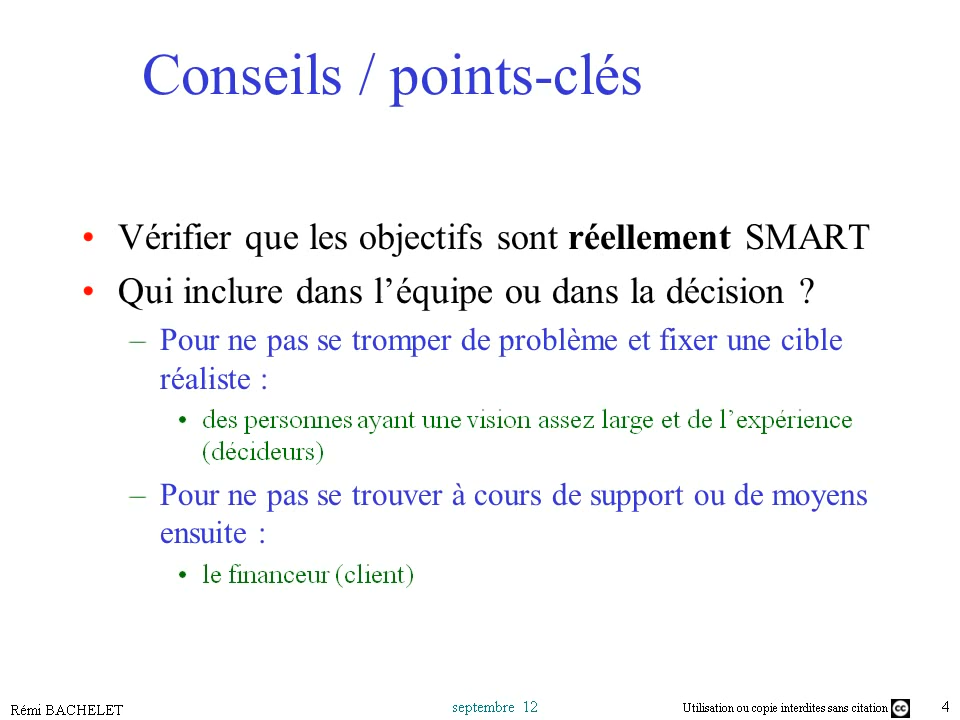 Conseils / points-clés
• Vérifier que les objectifs sont réellement SMART
• Qui inclure dans l’équipe ou dans la décision ?
– Pour ne pas se tromper de problème et fixer une cible
réaliste :
• des personnes ayant une vision assez large et de l’expérience
(décideurs)
– Pour ne pas se trouver à cours de support ou de moyens
ensuite :
• le financeur (client)
Rémi BACHELET
septembre 12
Utilisation ou copie interdites sans citation cc
4